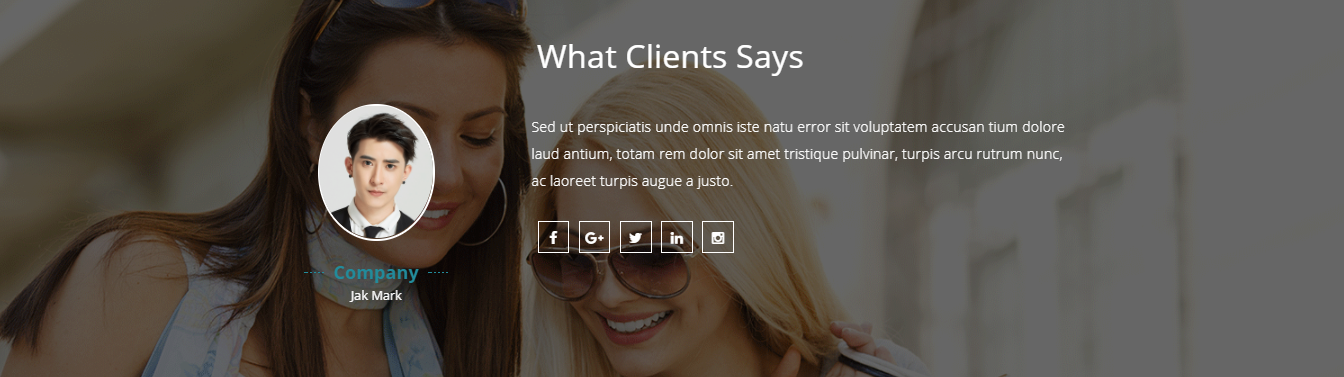 What Clients Says
Sed ut perspiciatis unde omnis iste natu error sit voluptatem accusan tium dolore
laud antium, totam rem dolor sit amet tristique pulvinar, turpis arcu rutrum nunc,
ac laoreet turpis augue a justo.
Company
Jak Mark